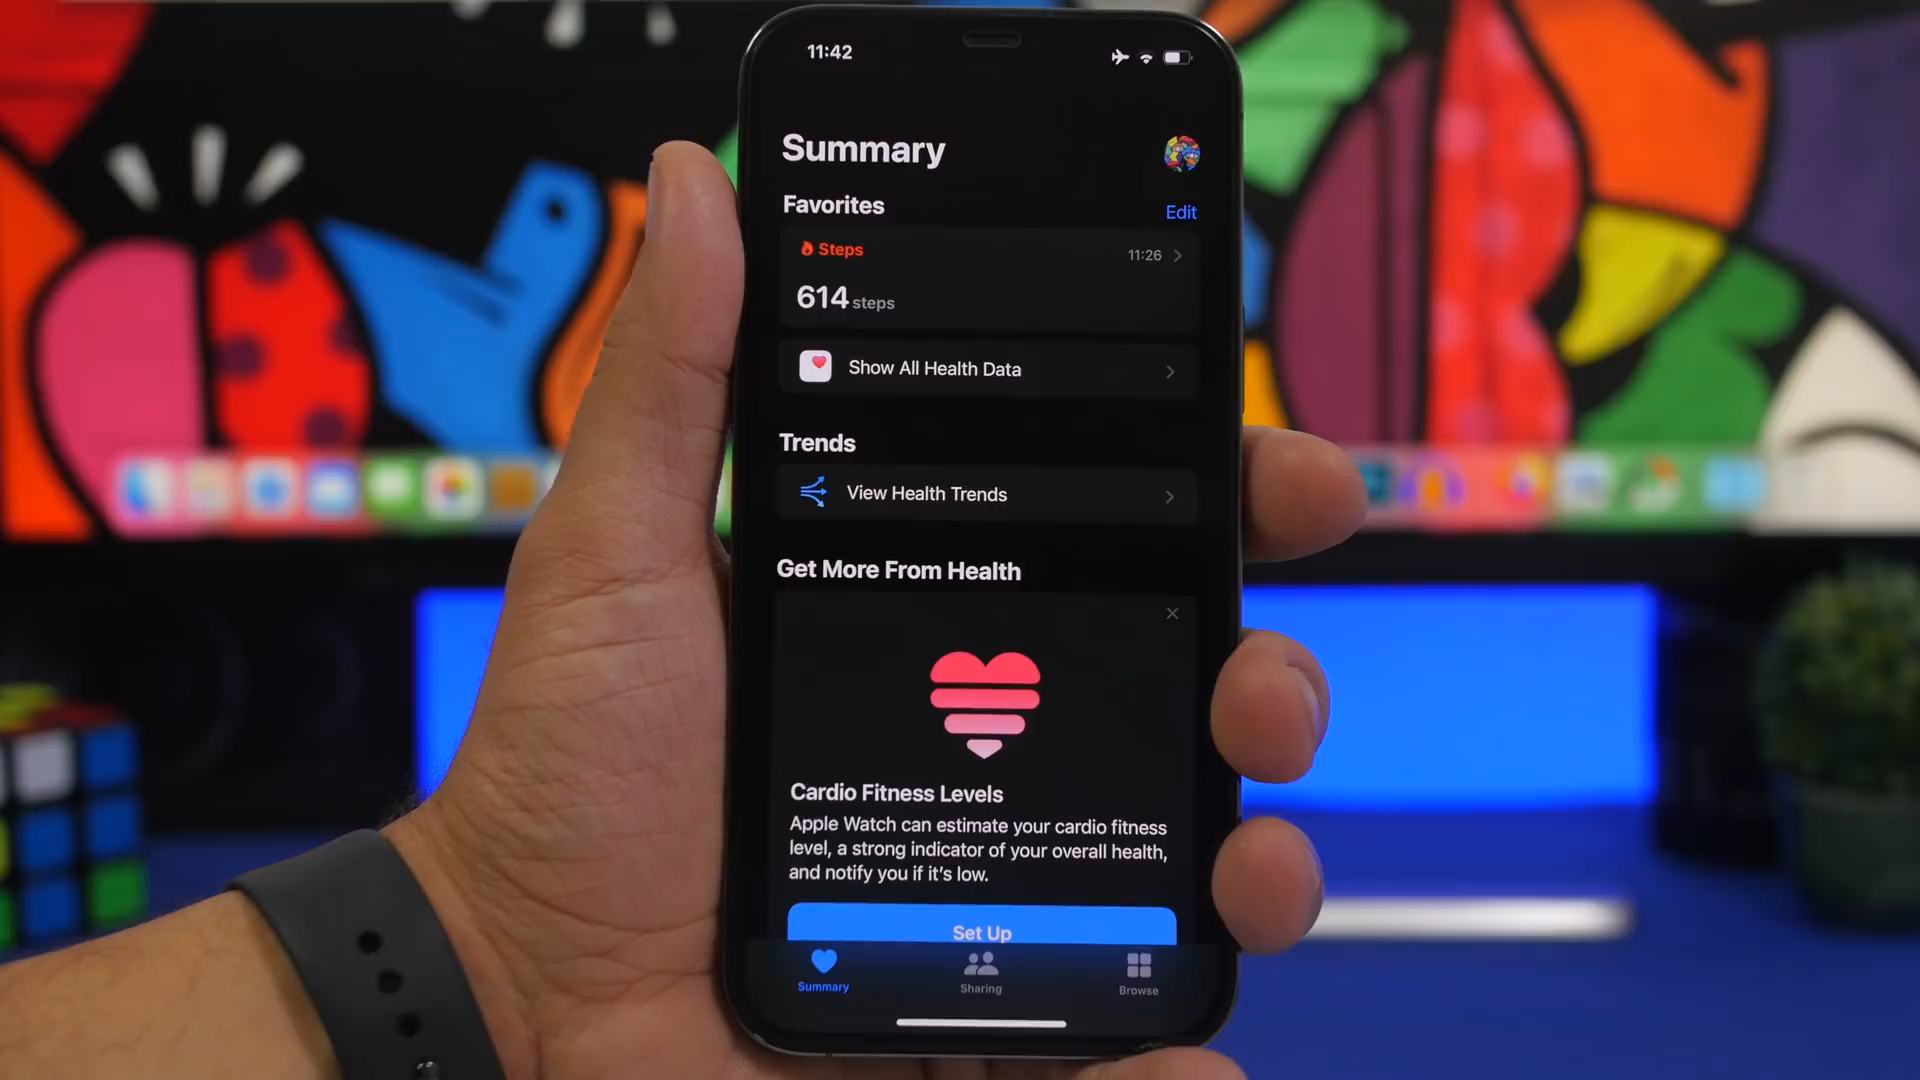 11:42
Summary
Favorites
Edit
Steps
11:26
614 steps
Show All Health Data
Trends
View Health Trends
Get More From Health
Cardio Fitness Levels
Apple Watch can estimate your cardio fitness
level, a strong indicator of your overall health,
and notify you if it's low.
Set Up
Summary
Sharing
Browse